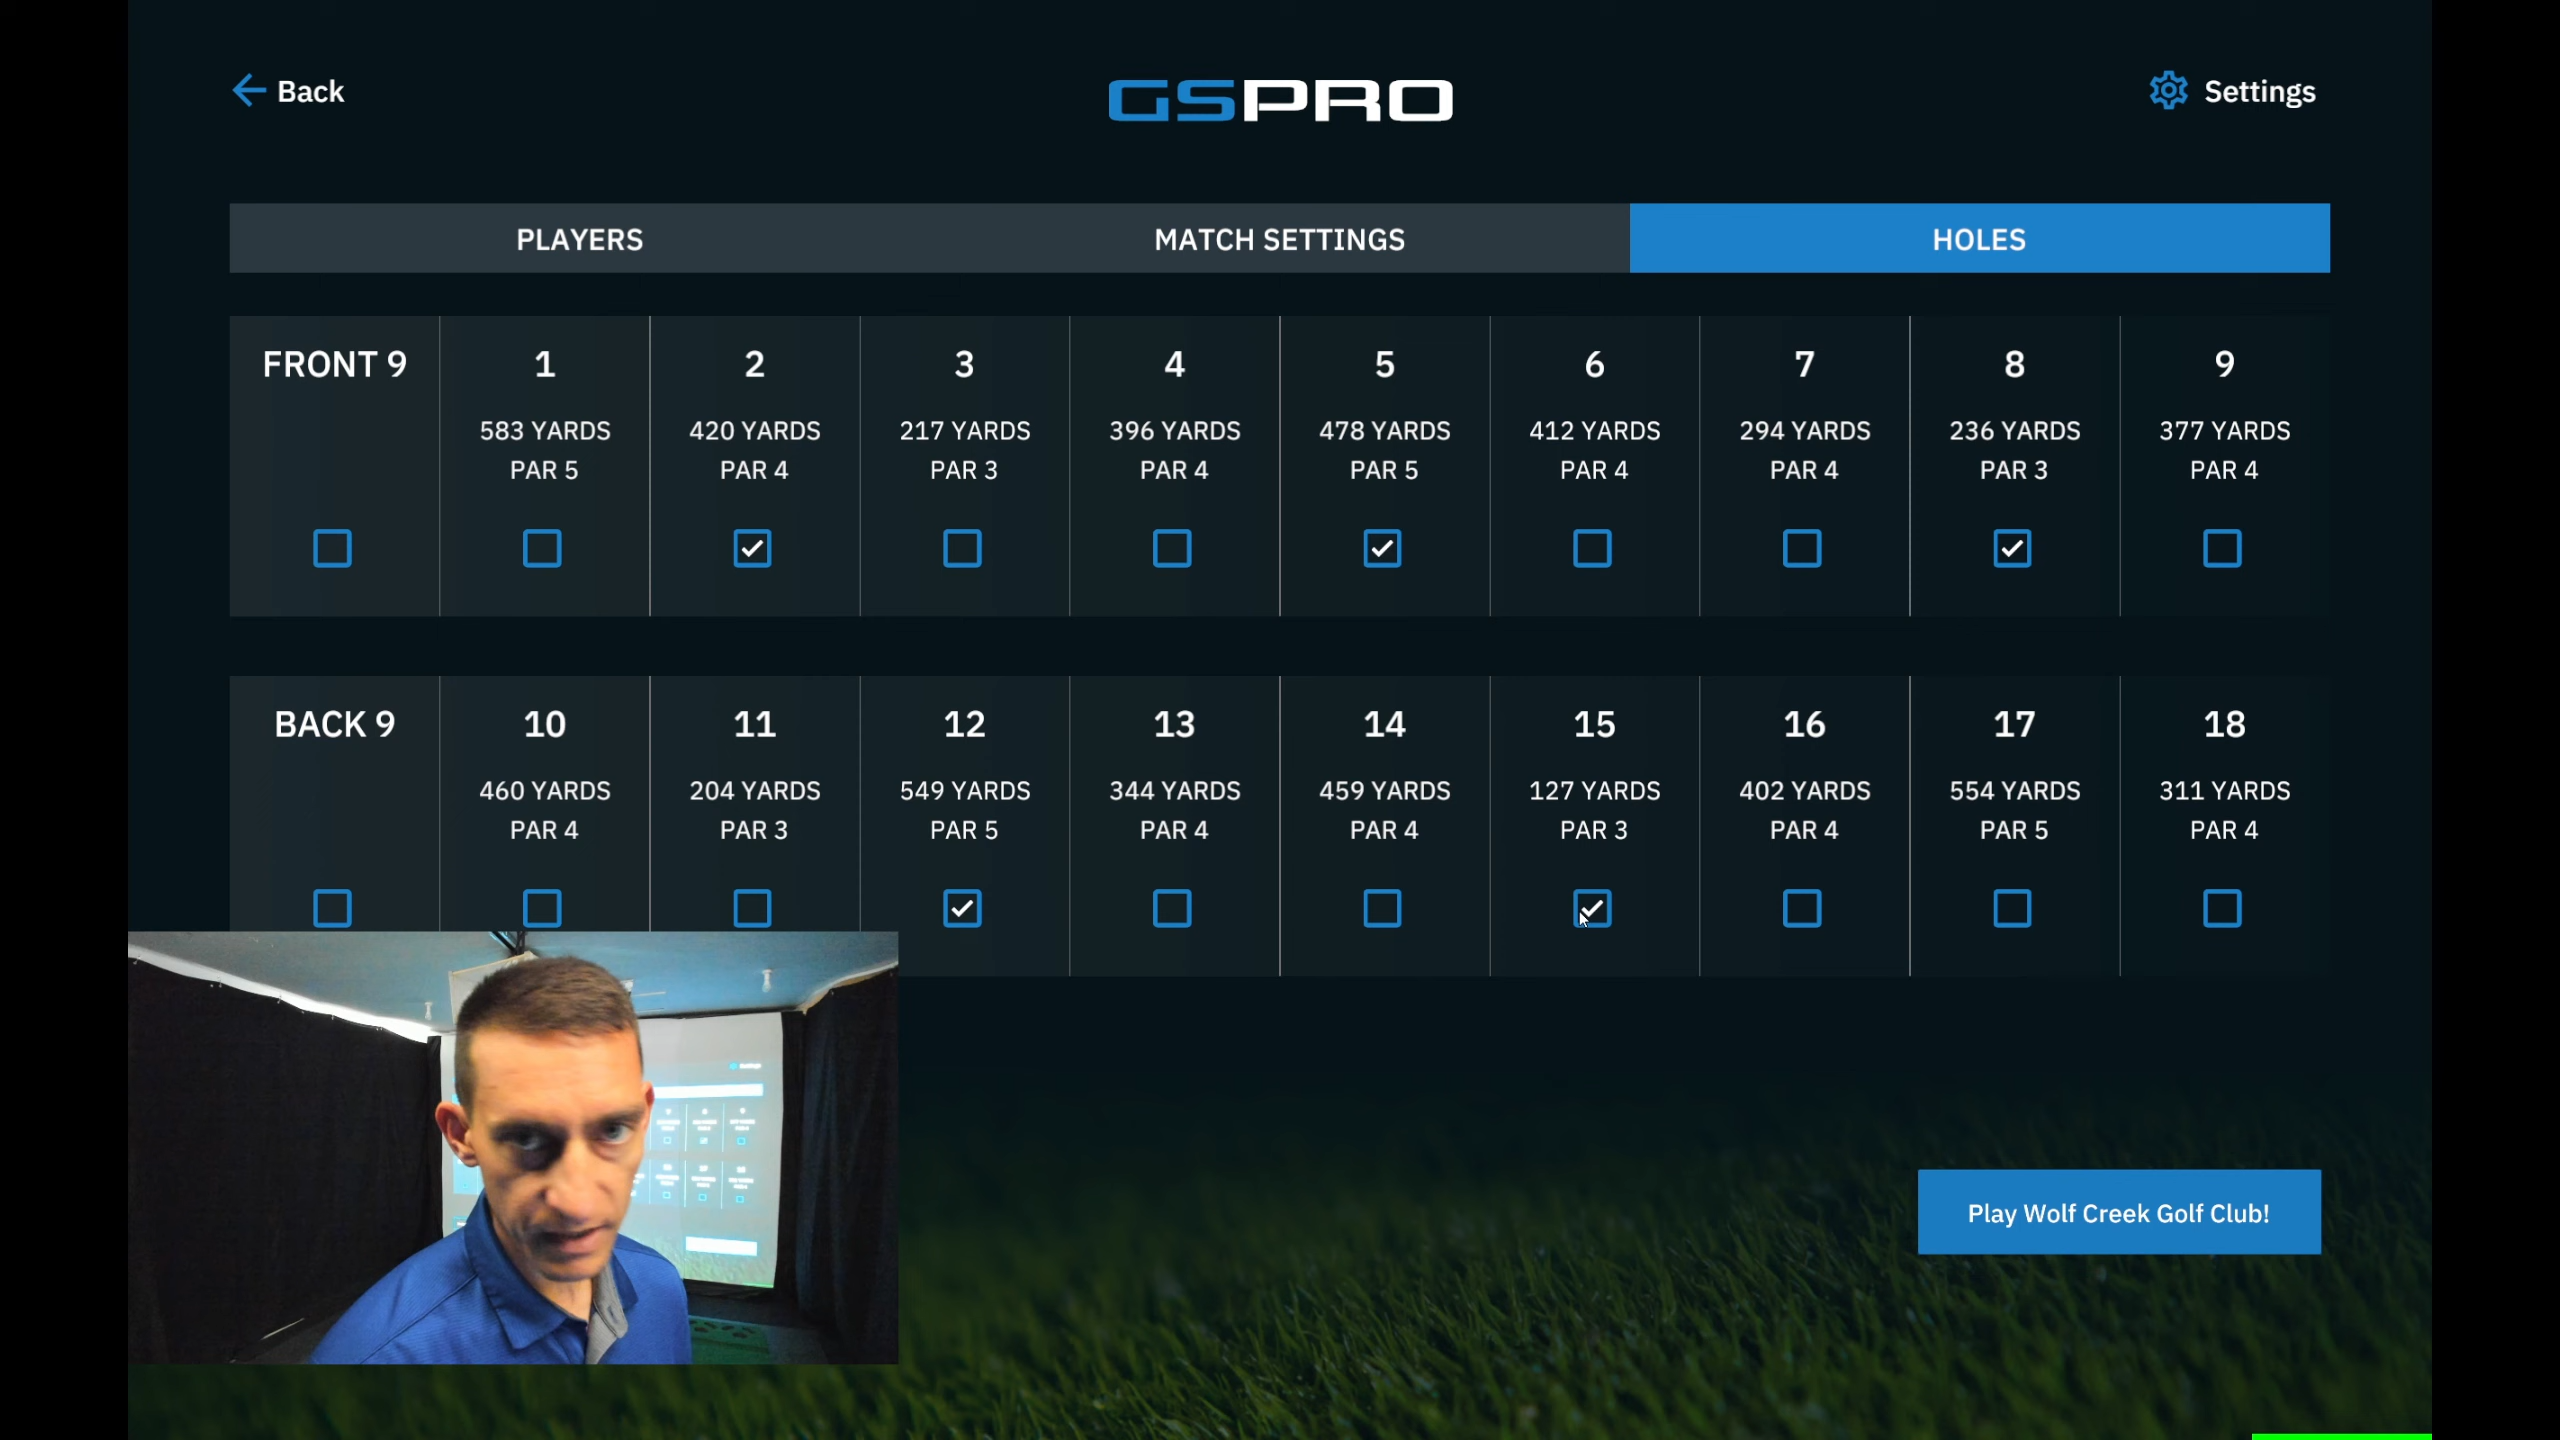 Back
GSPRO
Settings
PLAYERS
MATCH SETTINGS
HOLES
FRONT 9
1
2
3
4
5
6
7
8
9
583 YARDS
420 YARDS
217 YARDS
396 YARDS
478 YARDS
412 YARDS
294 YARDS
236 YARDS
377 YARDS
PAR 5
PAR 4
PAR 3
PAR 4
PAR 5
PAR 4
PAR 4
PAR 3
PAR 4
BACK 9
10
11
12
13
14
15
16
17
18
460 YARDS
204 YARDS
549 YARDS
344 YARDS
459 YARDS
127 YARDS
402 YARDS
554 YARDS
311 YARDS
PAR 4
PAR 3
PAR 5
PAR 4
PAR 4
PAR 3
PAR 4
PAR 5
PAR 4
Play Wolf Creek Golf Club!